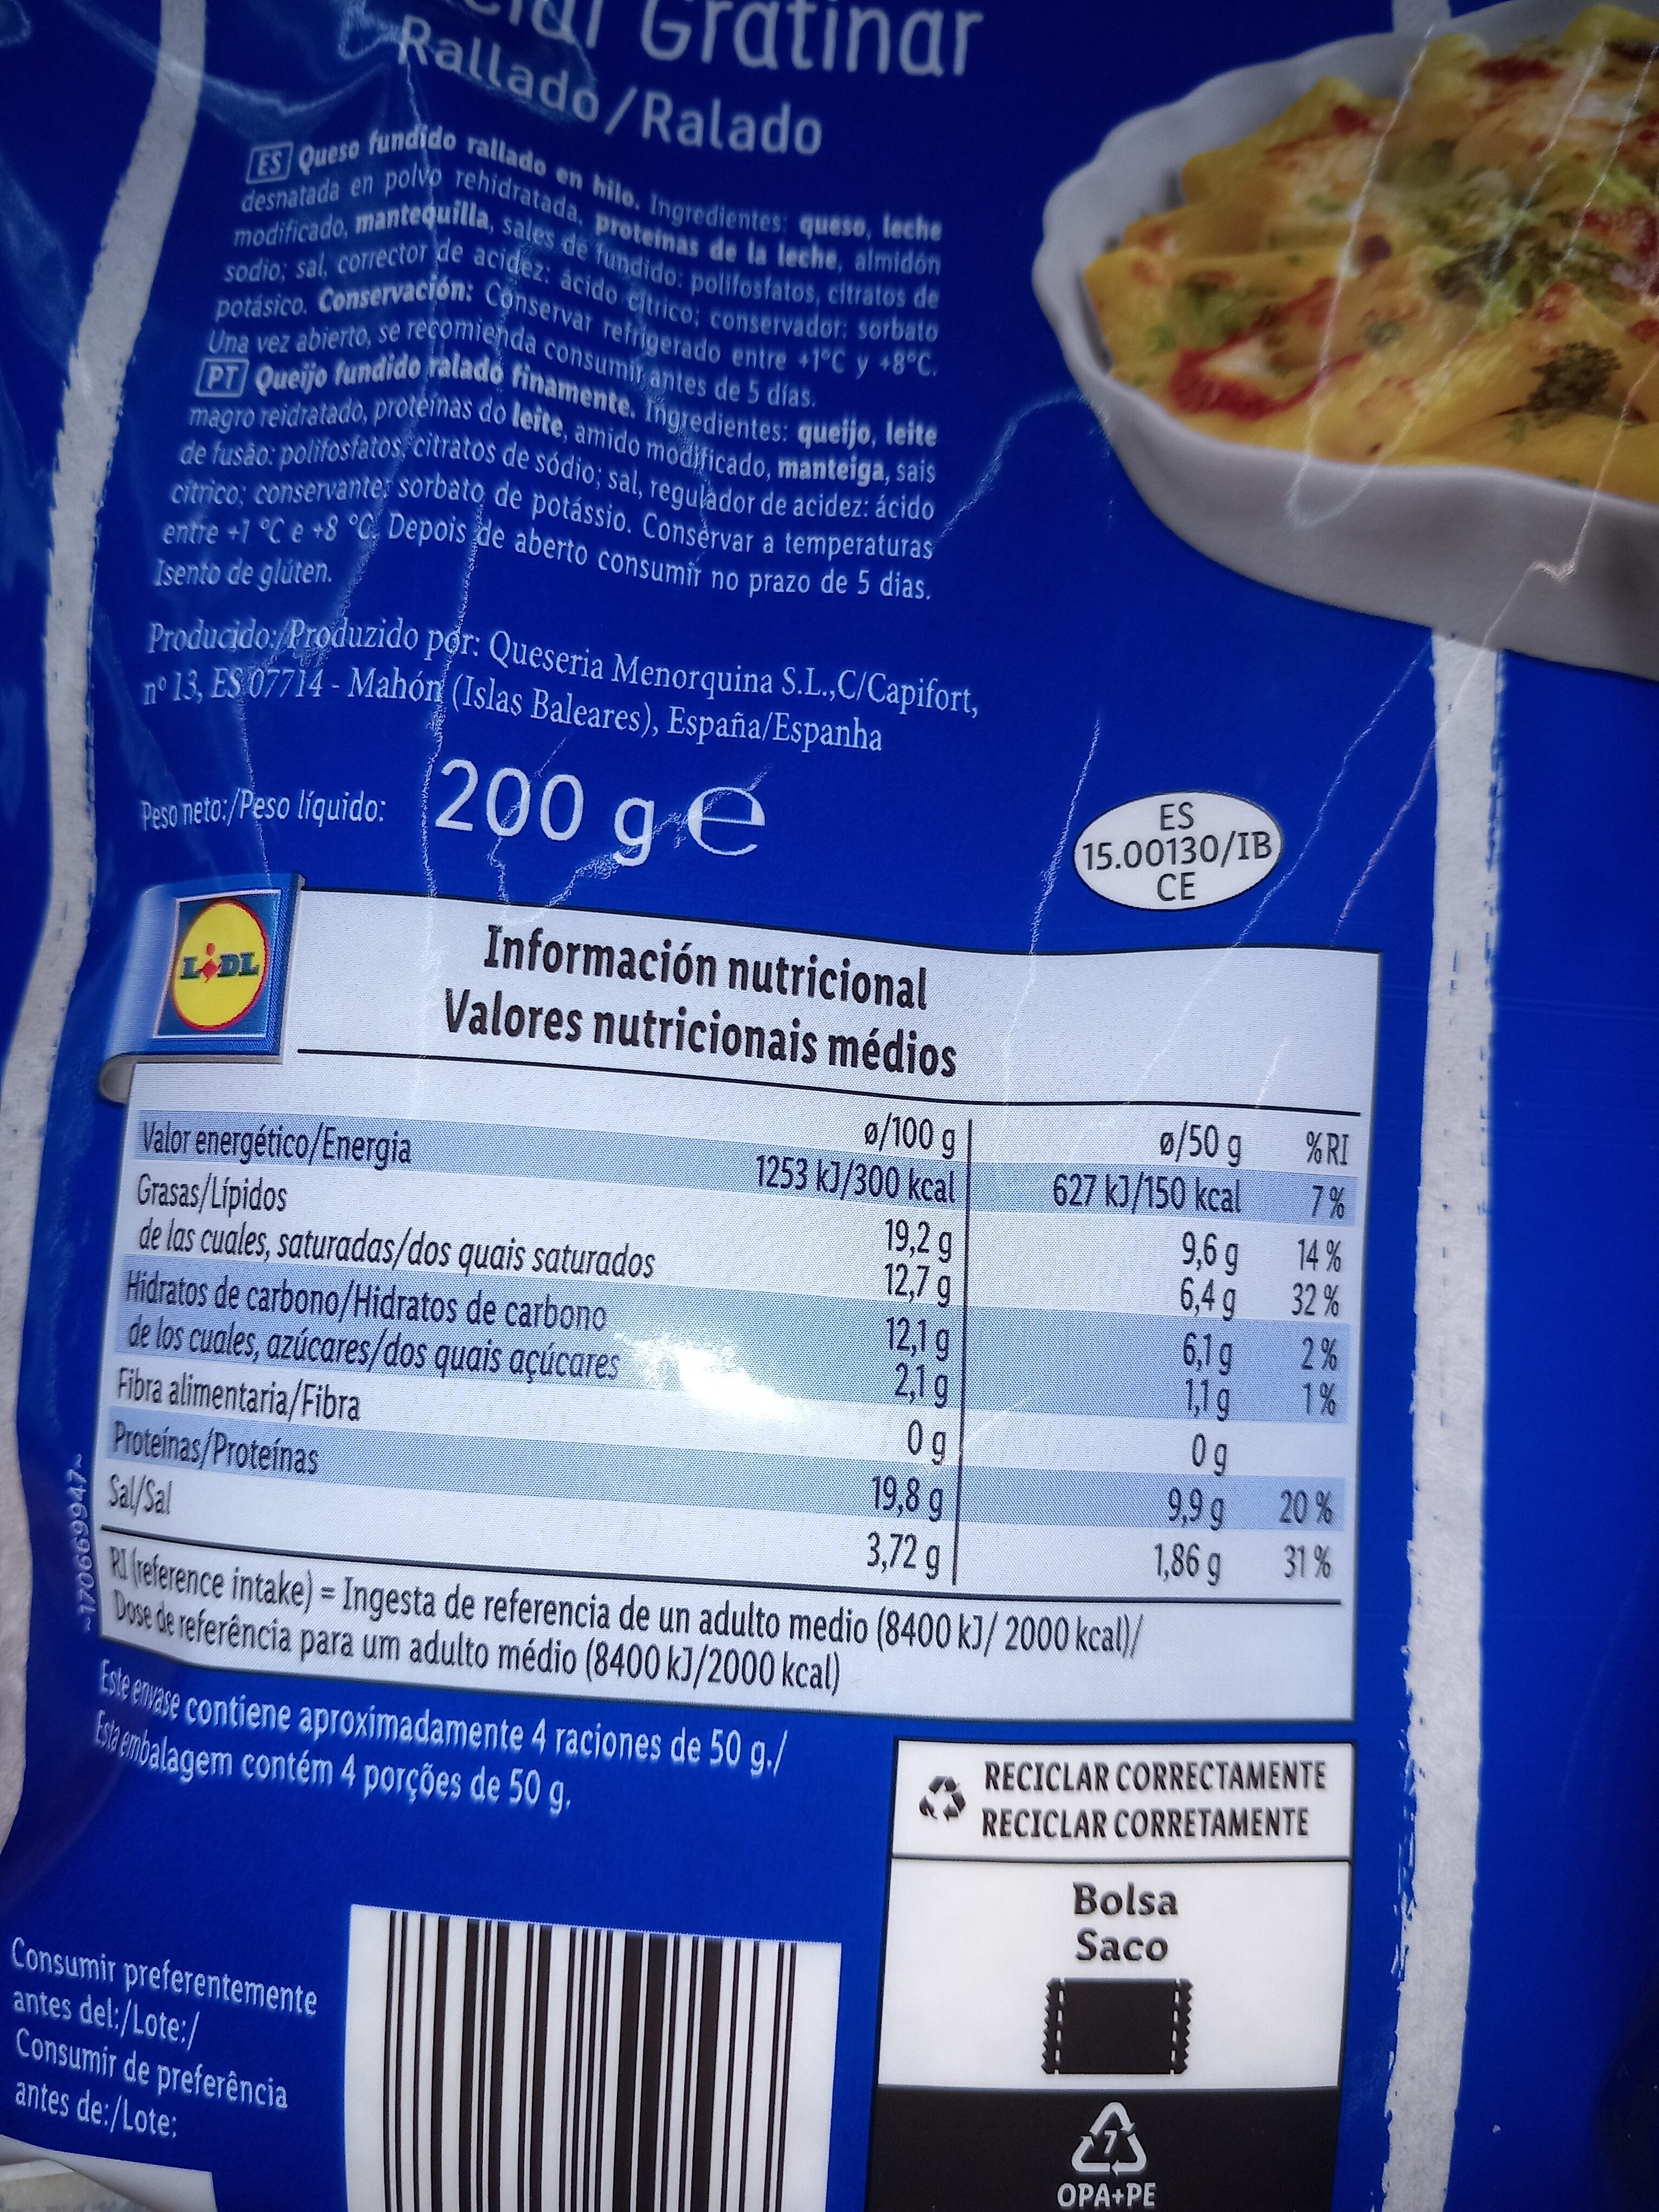 Gratinar
Rallado/Ralado
ES Queso fundido rallado en hilo. Ingredientes: queso, leche
desnatada en polvo rehidratada, proteínas de la leche, almidón
modificado, mantequilla, sales de fundido: polifosfatos, citratos de
sodio; sal, corrector de acidez: ácido cítrico; conservador: sorbato
potásico. Conservación: Conservar refrigerado entre +1°C y +8°C.
Una vez abierto, se recomienda consumir antes de 5 días.
PT Queijo fundido ralado finamente. Ingredientes: queijo, leite
magro reidratado, proteínas do leite, amido modificado, manteiga, sais
de fusão: polifosfatos, citratos de sódio; sal, regulador de acidez: ácido
cítrico; conservante: sorbato de potássio. Conservar a temperaturas
entre +1 °C e +8 °C. Depois de aberto consumir no prazo de 5 dias.
Isento de glúten.
Producido:/Produzido por: Queseria Menorquina S.L.,C/Capifort,
nº 13, ES 07714 - Mahón (Islas Baleares), España/Espanha
Peso neto:/Peso líquido: 200 g e
ES
15.00130/IB
CE
LIDL
Información nutricional
Valores nutricionais médios
ø/100 g ø/50 g %RI
Valor energético/Energia 1253 kJ/300 kcal 627 kJ/150 kcal 7 %
Grasas/Lípidos 19,2 g 9,6 g 14 %
de las cuales, saturadas/dos quais saturados 12,7 g 6,4 g 32 %
Hidratos de carbono/Hidratos de carbono 12,1 g 6,1 g 2 %
de los cuales, azúcares/dos quais açúcares 2,1 g 1,1 g 1 %
Fibra alimentaria/Fibra 0 g 0 g
Proteínas/Proteínas 19,8 g 9,9 g 20 %
Sal/Sal 3,72 g 1,86 g 31 %
RI (reference intake) = Ingesta de referencia de un adulto medio (8400 kJ/ 2000 kcal)/
Dose de referência para um adulto médio (8400 kJ/2000 kcal)
~1706699947~
Este envase contiene aproximadamente 4 raciones de 50 g./
Esta embalagem contém 4 porções de 50 g.
RECICLAR CORRECTAMENTE
RECICLAR CORRETAMENTE
Bolsa
Saco
7
OPA+PE
Consumir preferentemente
antes del:/Lote:/
Consumir de preferência
antes de:/Lote: